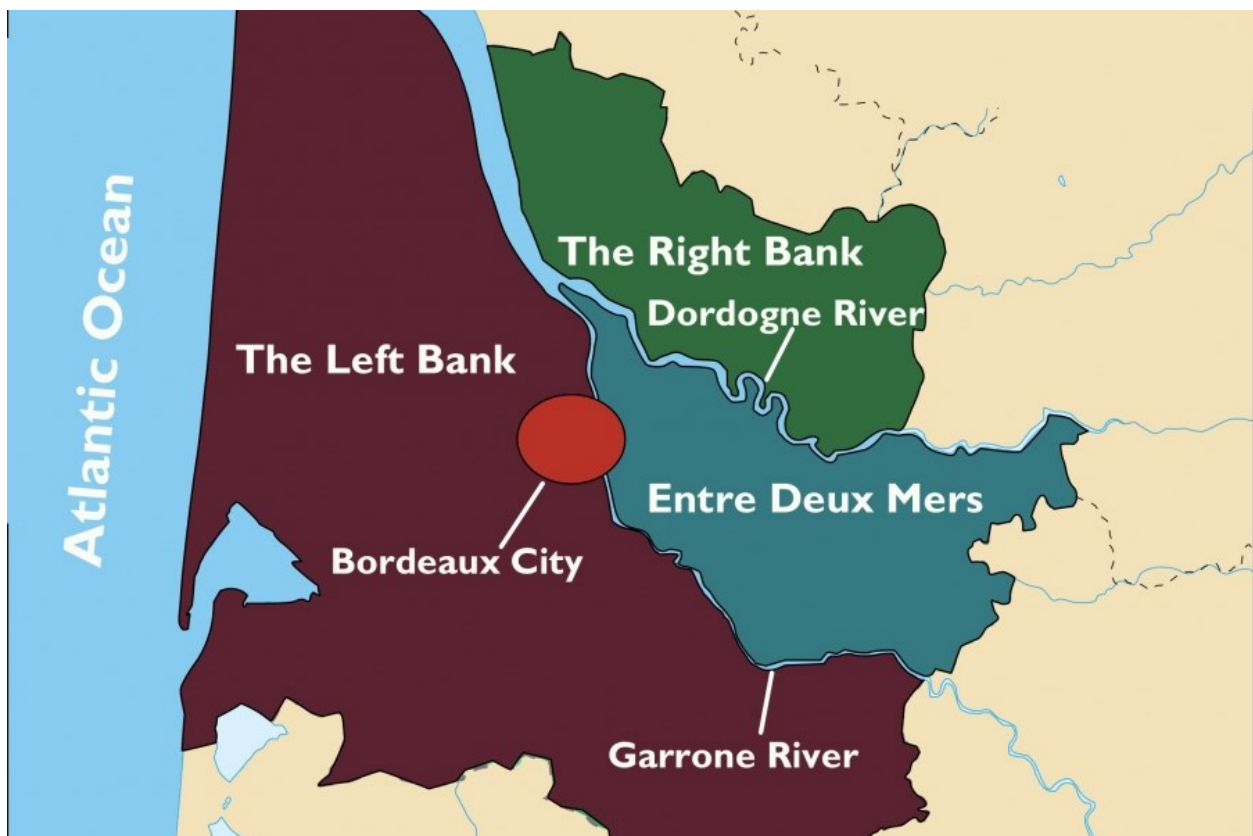 Atlantic Ocean
The Right Bank
Dordogne River
The Left Bank
Entre Deux Mers
Bordeaux City
Garrone River